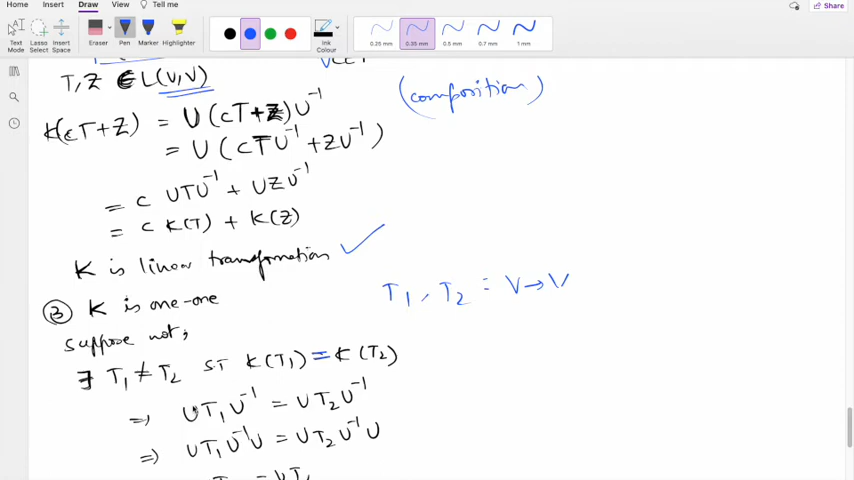 Home Insert Draw View Tell me
Share
Text Mode
Lasso Select
Insert Space
Eraser
Pen
Marker
Highlighter
Ink Colour
0.25 mm
0.35 mm
0.5 mm
0.7 mm
1 mm
T, Z ∈ L(V,V)
(composition)
K(cT+Z) = U(cT+Z)U⁻¹
= U(cTU⁻¹+ZU⁻¹)
= c UTU⁻¹ + UZU⁻¹
= c K(T) + K(Z)
K is linear transformation ✓
T₁, T₂ : V→V
③ K is one-one
suppose not;
∃ T₁ ≠ T₂ ST K(T₁) = K(T₂)
⇒ UT₁U⁻¹ = UT₂U⁻¹
⇒ UT₁U⁻¹U = UT₂U⁻¹U